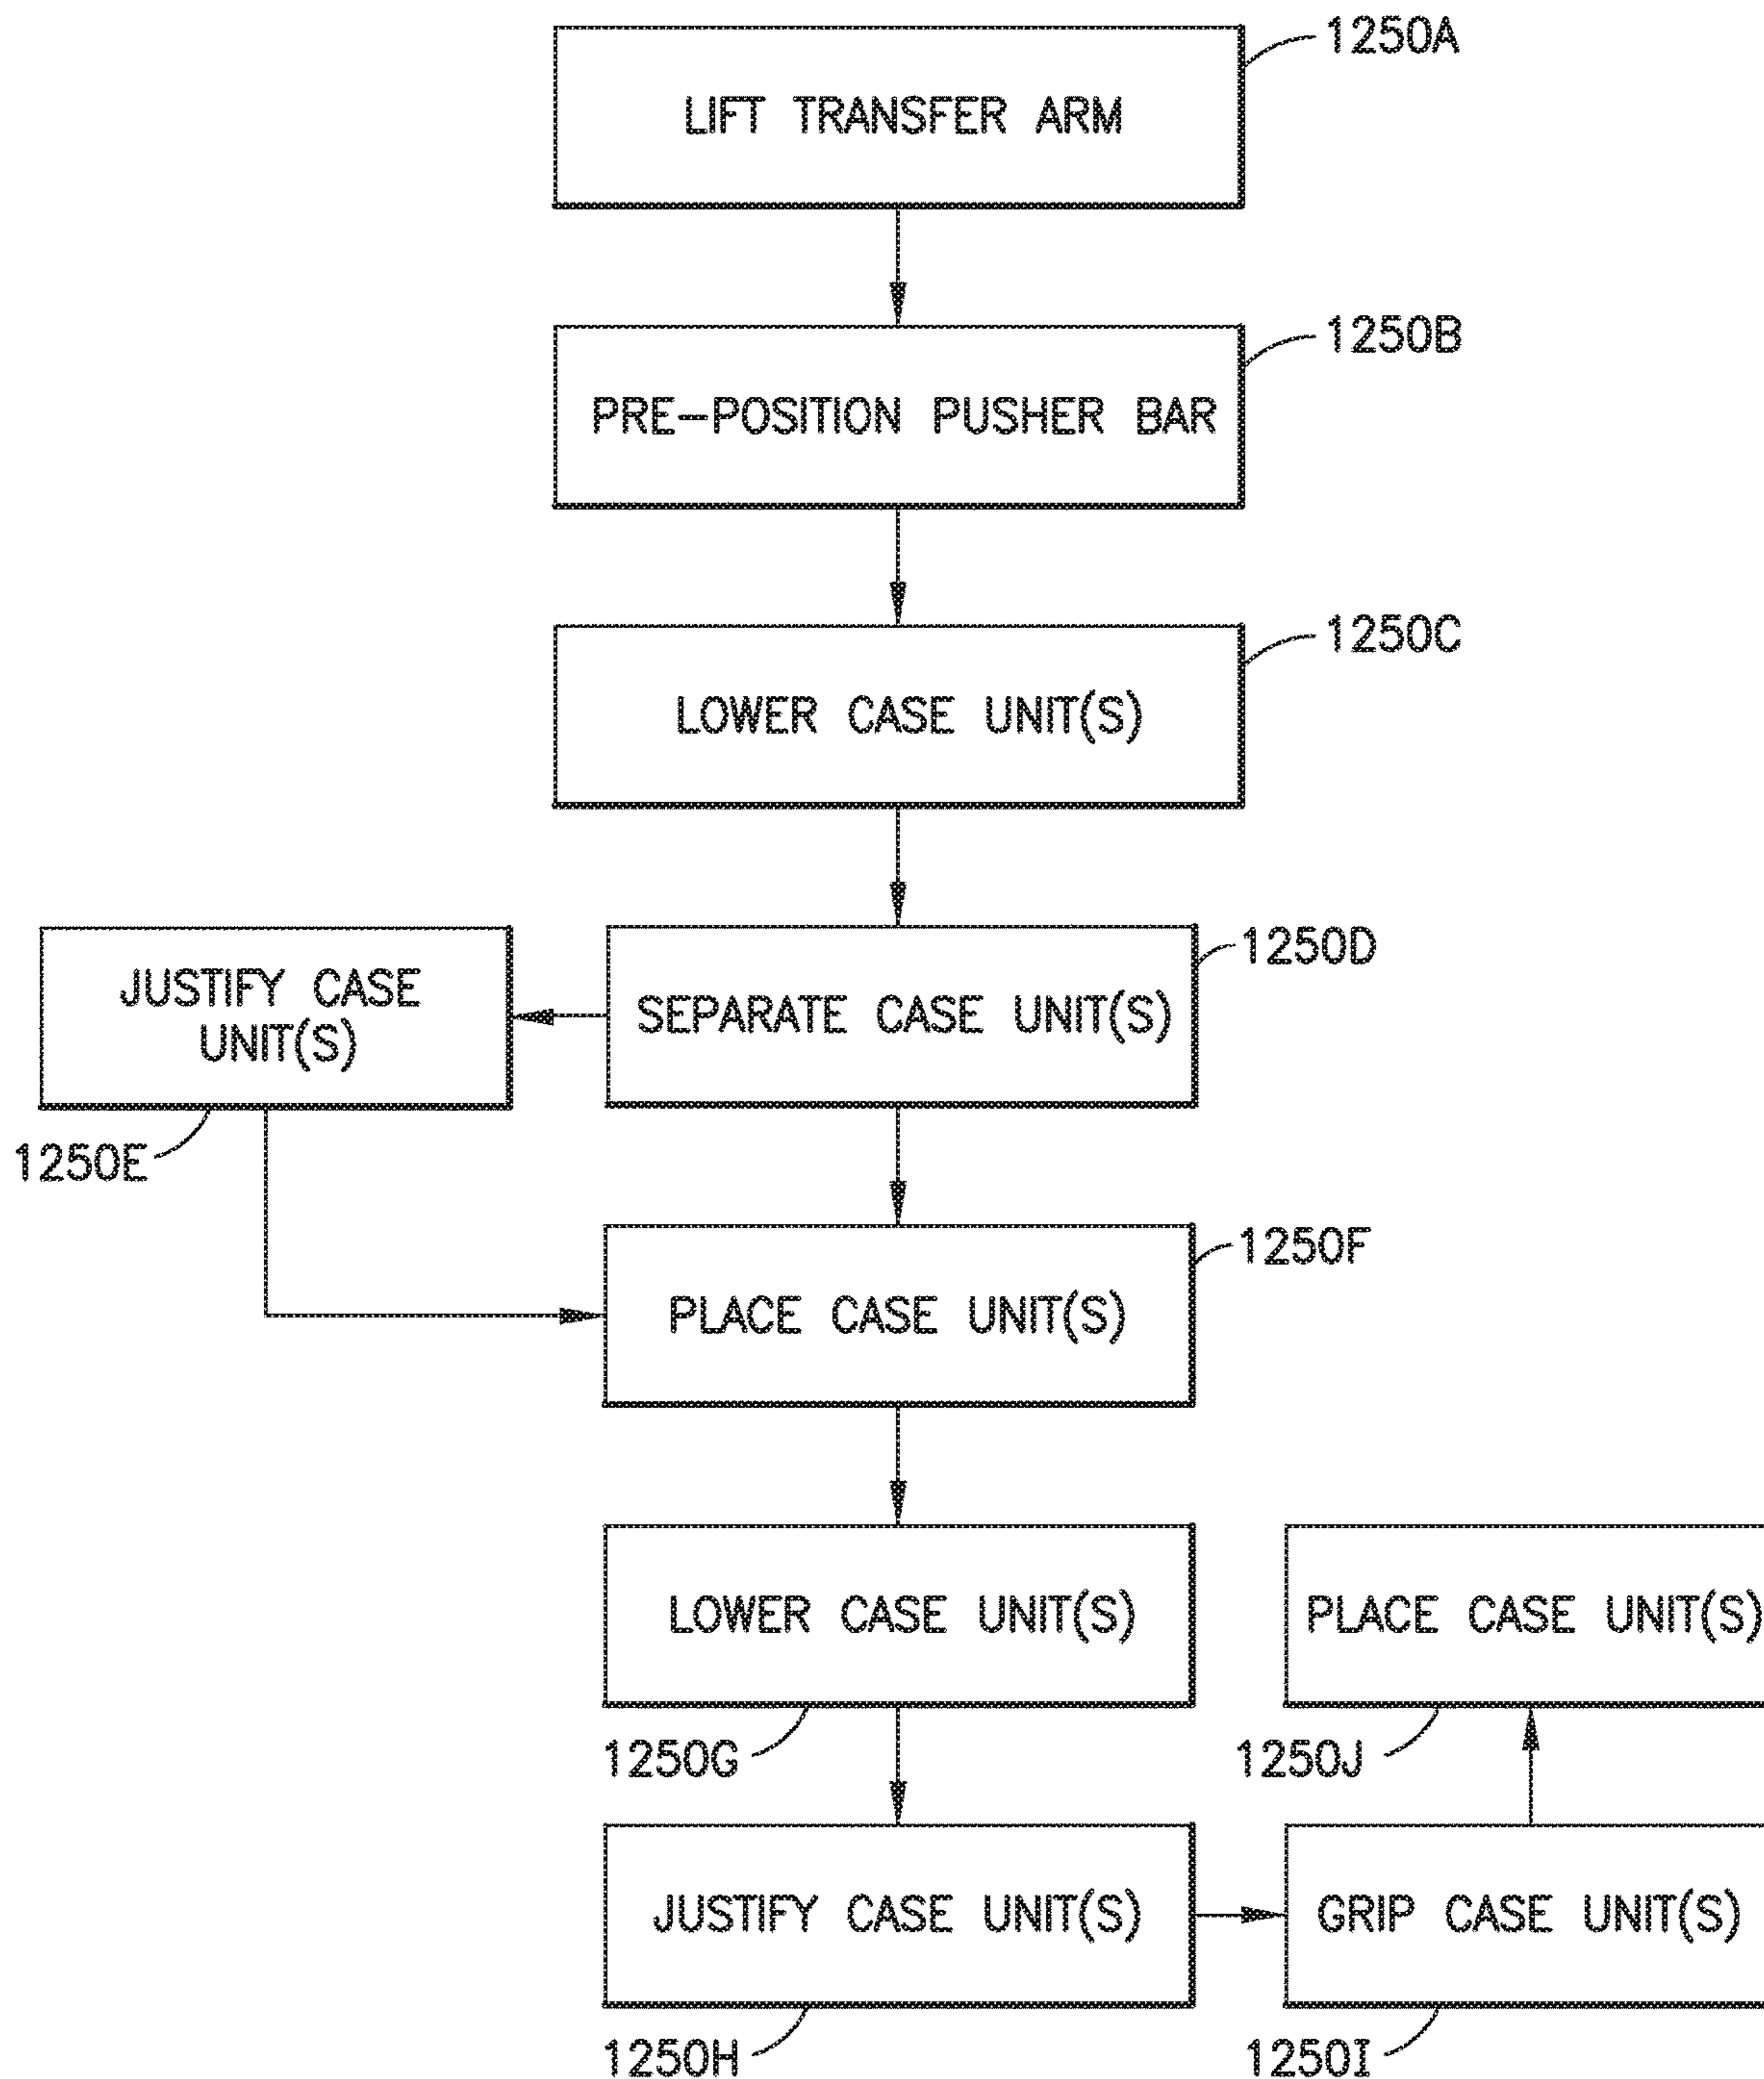 1250A
LIFT TRANSFER ARM
1250B
PRE-POSITION PUSHER BAR
1250C
LOWER CASE UNIT(S)
1250D
SEPARATE CASE UNIT(S)
JUSTIFY CASE
UNIT(S)
1250E
1250F
PLACE CASE UNIT(S)
LOWER CASE UNIT(S)
1250G
JUSTIFY CASE UNIT(S)
1250H
GRIP CASE UNIT(S)
1250I
PLACE CASE UNIT(S)
1250J